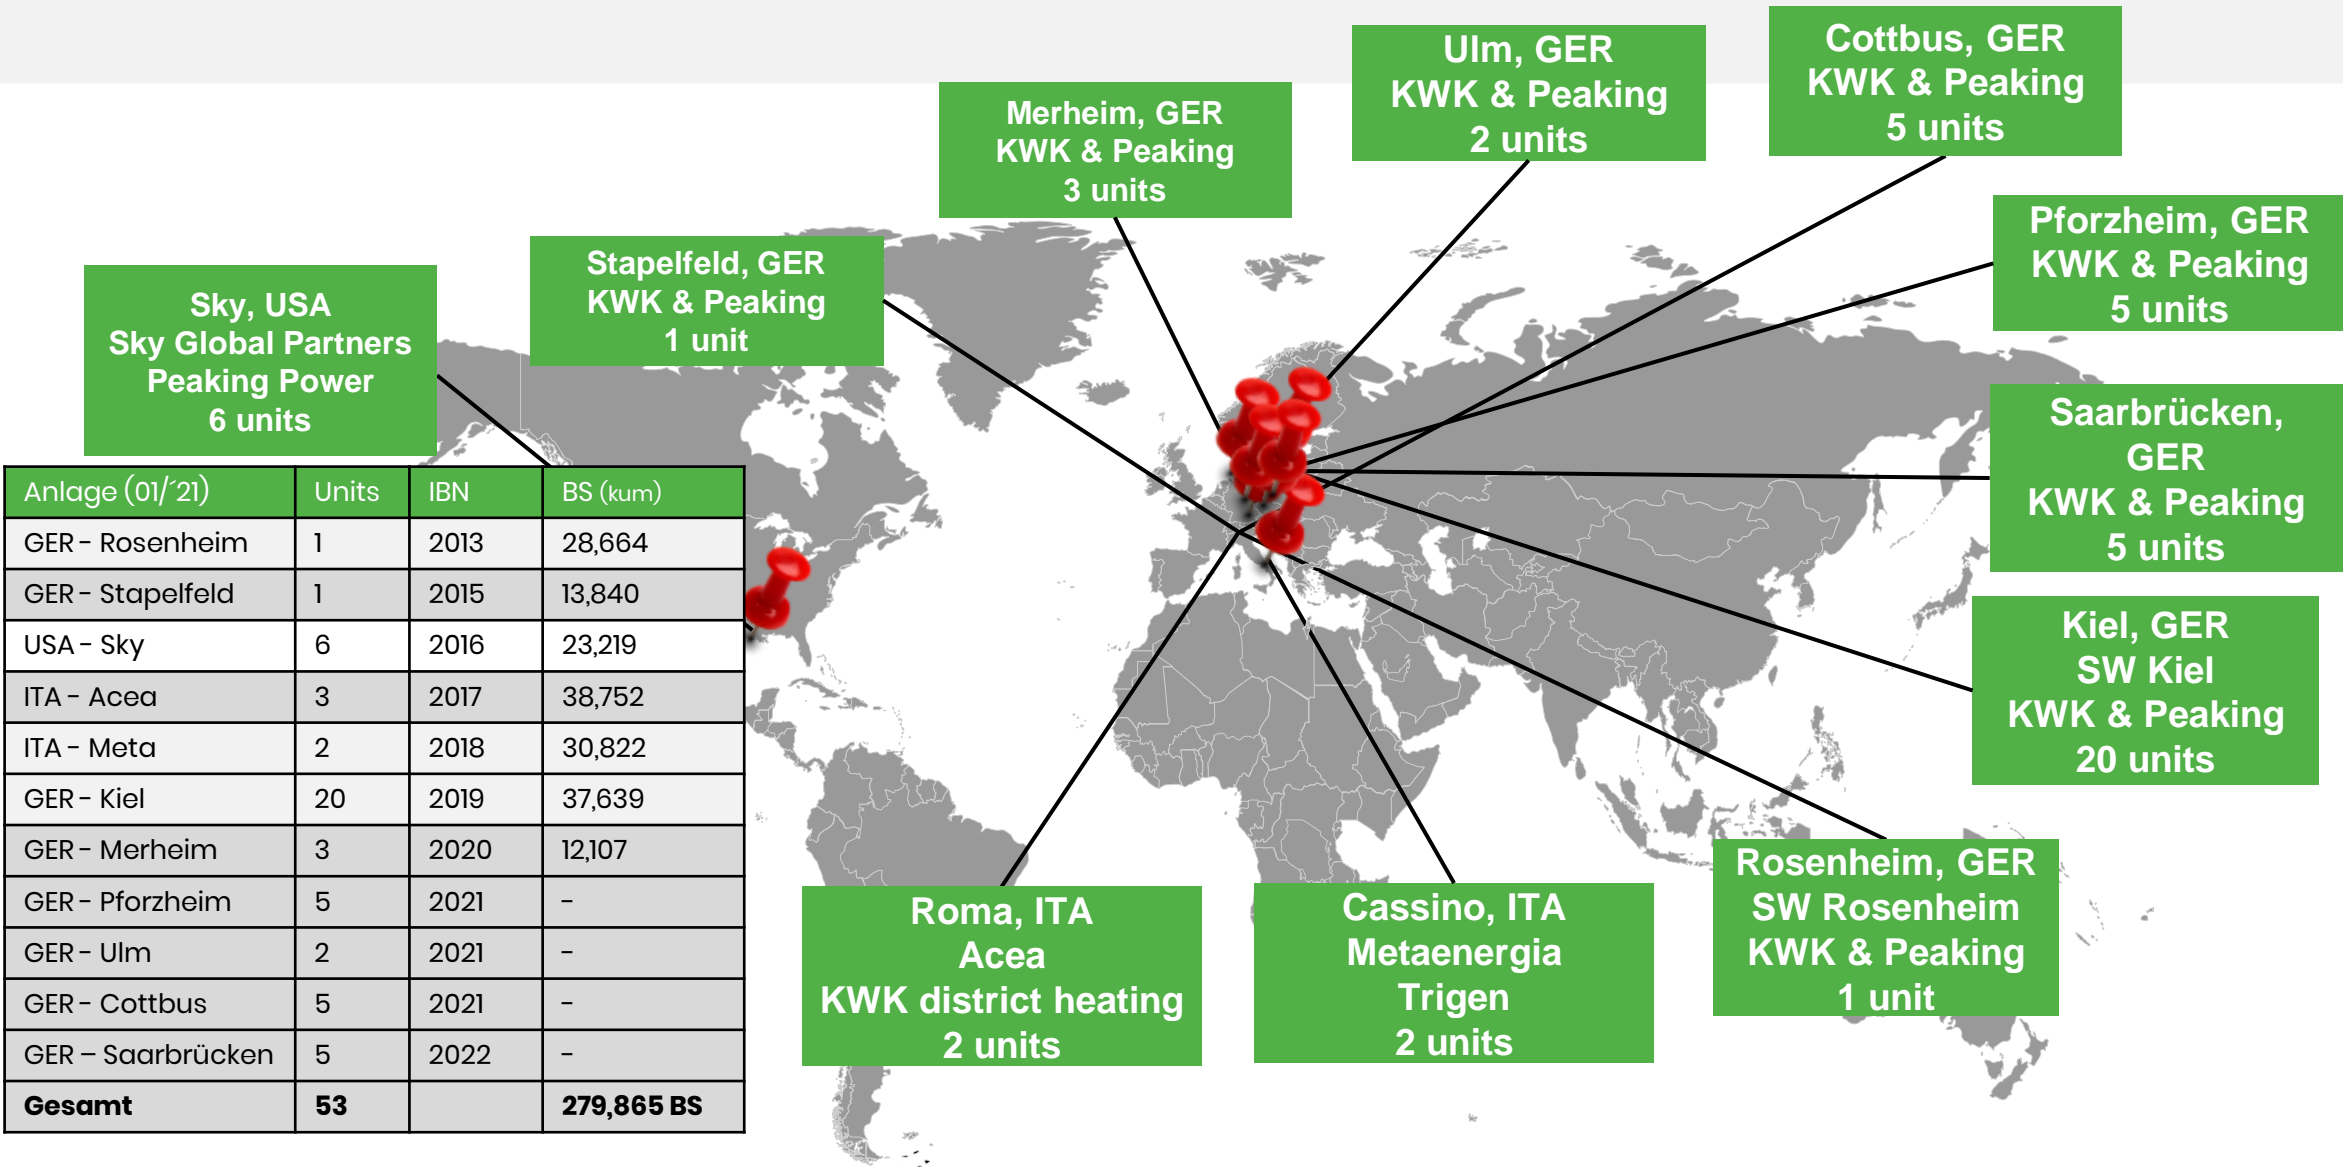 Ulm, GER
KWK & Peaking
2 units
Cottbus, GER
KWK & Peaking
5 units
Merheim, GER
KWK & Peaking
3 units
Pforzheim, GER
KWK & Peaking
5 units
Stapelfeld, GER
KWK & Peaking
1 unit
Sky, USA
Sky Global Partners
Peaking Power
6 units
Saarbrücken,
GER
KWK & Peaking
5 units
Anlage (01/´21) Units IBN BS (kum)
GER - Rosenheim 1 2013 28,664
GER - Stapelfeld 1 2015 13,840
USA - Sky 6 2016 23,219
ITA - Acea 3 2017 38,752
ITA - Meta 2 2018 30,822
GER - Kiel 20 2019 37,639
GER - Merheim 3 2020 12,107
GER - Pforzheim 5 2021 -
GER - Ulm 2 2021 -
GER - Cottbus 5 2021 -
GER – Saarbrücken 5 2022 -
Gesamt 53 279,865 BS
Kiel, GER
SW Kiel
KWK & Peaking
20 units
Roma, ITA
Acea
KWK district heating
2 units
Cassino, ITA
Metaenergia
Trigen
2 units
Rosenheim, GER
SW Rosenheim
KWK & Peaking
1 unit